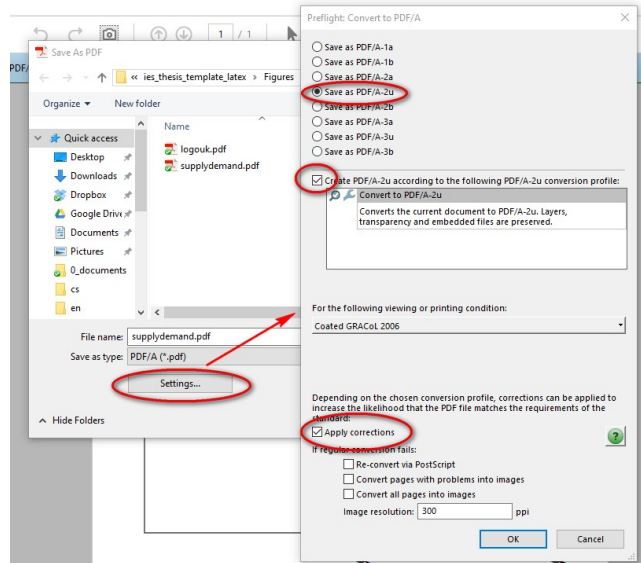 1 / 1
PDF/
Save As PDF
« ies_thesis_template_latex > Figures
Organize
New folder
Name
Quick access
Desktop
Downloads
Dropbox
Google Drive
Documents
Pictures
0_documents
cs
en
logouk.pdf
supplydemand.pdf
File name: supplydemand.pdf
Save as type: PDF/A (*.pdf)
Settings...
Hide Folders
Preflight: Convert to PDF/A
Save as PDF/A-1a
Save as PDF/A-1b
Save as PDF/A-2a
Save as PDF/A-2u
Save as PDF/A-2b
Save as PDF/A-3a
Save as PDF/A-3u
Save as PDF/A-3b
Create PDF/A-2u according to the following PDF/A-2u conversion profile:
Convert to PDF/A-2u
Converts the current document to PDF/A-2u. Layers,
transparency and embedded files are preserved.
For the following viewing or printing condition:
Coated GRACoL 2006
Depending on the chosen conversion profile, corrections can be applied to
increase the likelihood that the PDF file matches the requirements of the
standard:
Apply corrections
If regular conversion fails:
Re-convert via PostScript
Convert pages with problems into images
Convert all pages into images
Image resolution: 300 ppi
OK
Cancel